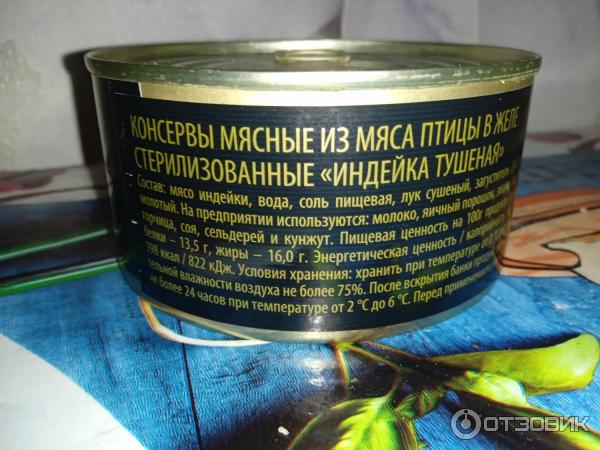 КОНСЕРВЫ МЯСНЫЕ ИЗ МЯСА ПТИЦЫ В ЖЕЛЕ
СТЕРИЛИЗОВАННЫЕ «ИНДЕЙКА ТУШЕНАЯ»
Состав: мясо индейки, вода, соль пищевая, лук сушеный, загуститель
молотый. На предприятии используются: молоко, яичный порошок,
горчица, соя, сельдерей и кунжут. Пищевая ценность на 100г
белки – 13,5 г, жиры – 16,0 г. Энергетическая ценность /
198 ккал / 822 кДж. Условия хранения: хранить при температуре от
тельной влажности воздуха не более 75%. После вскрытия банки
не более 24 часов при температуре от 2 °С до 6 °С. Перед
ОТЗОВИК